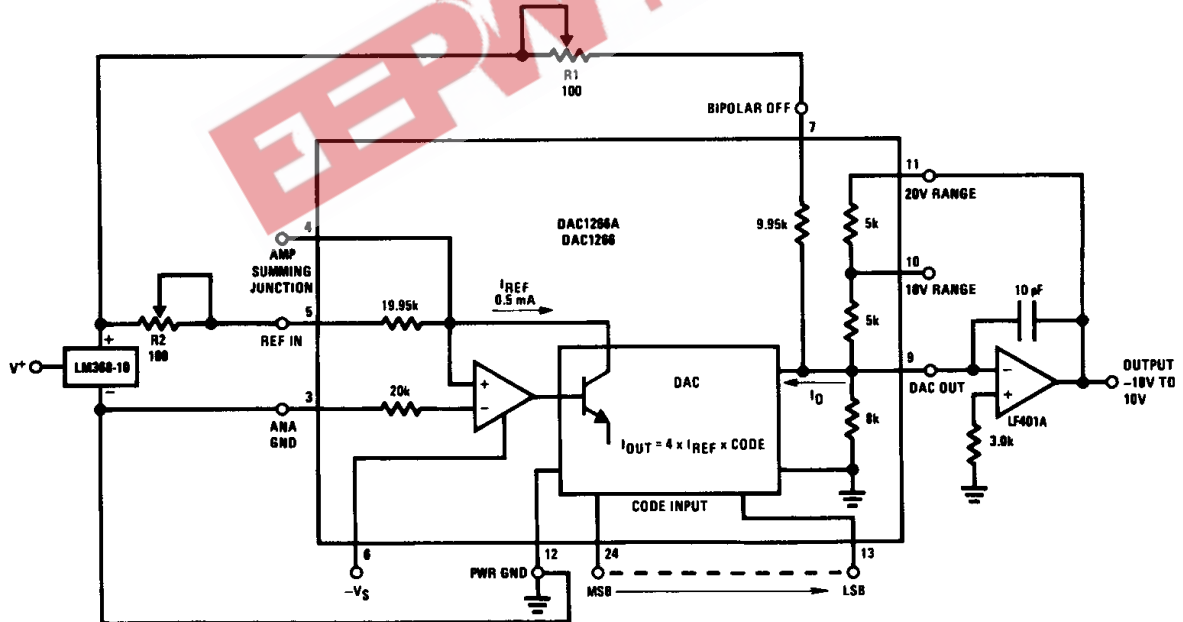 EEPW
R1
100
BIPOLAR OFF
7
11
20V RANGE
DAC1266A
DAC1266
9.95k
5k
4
AMP
SUMMING
JUNCTION
10
10V RANGE
10 pF
IREF
0.5 mA
19.95k
5
REF IN
5k
R2
100
+
V+
LM368-10
−
9
DAC OUT
DAC
IO
−
+
OUTPUT
−10V TO
10V
LF401A
3
ANA
GND
20k
+
−
8k
3.0k
IOUT = 4 x IREF x CODE
CODE INPUT
6
12
24
13
−VS
PWR GND
MSB
LSB